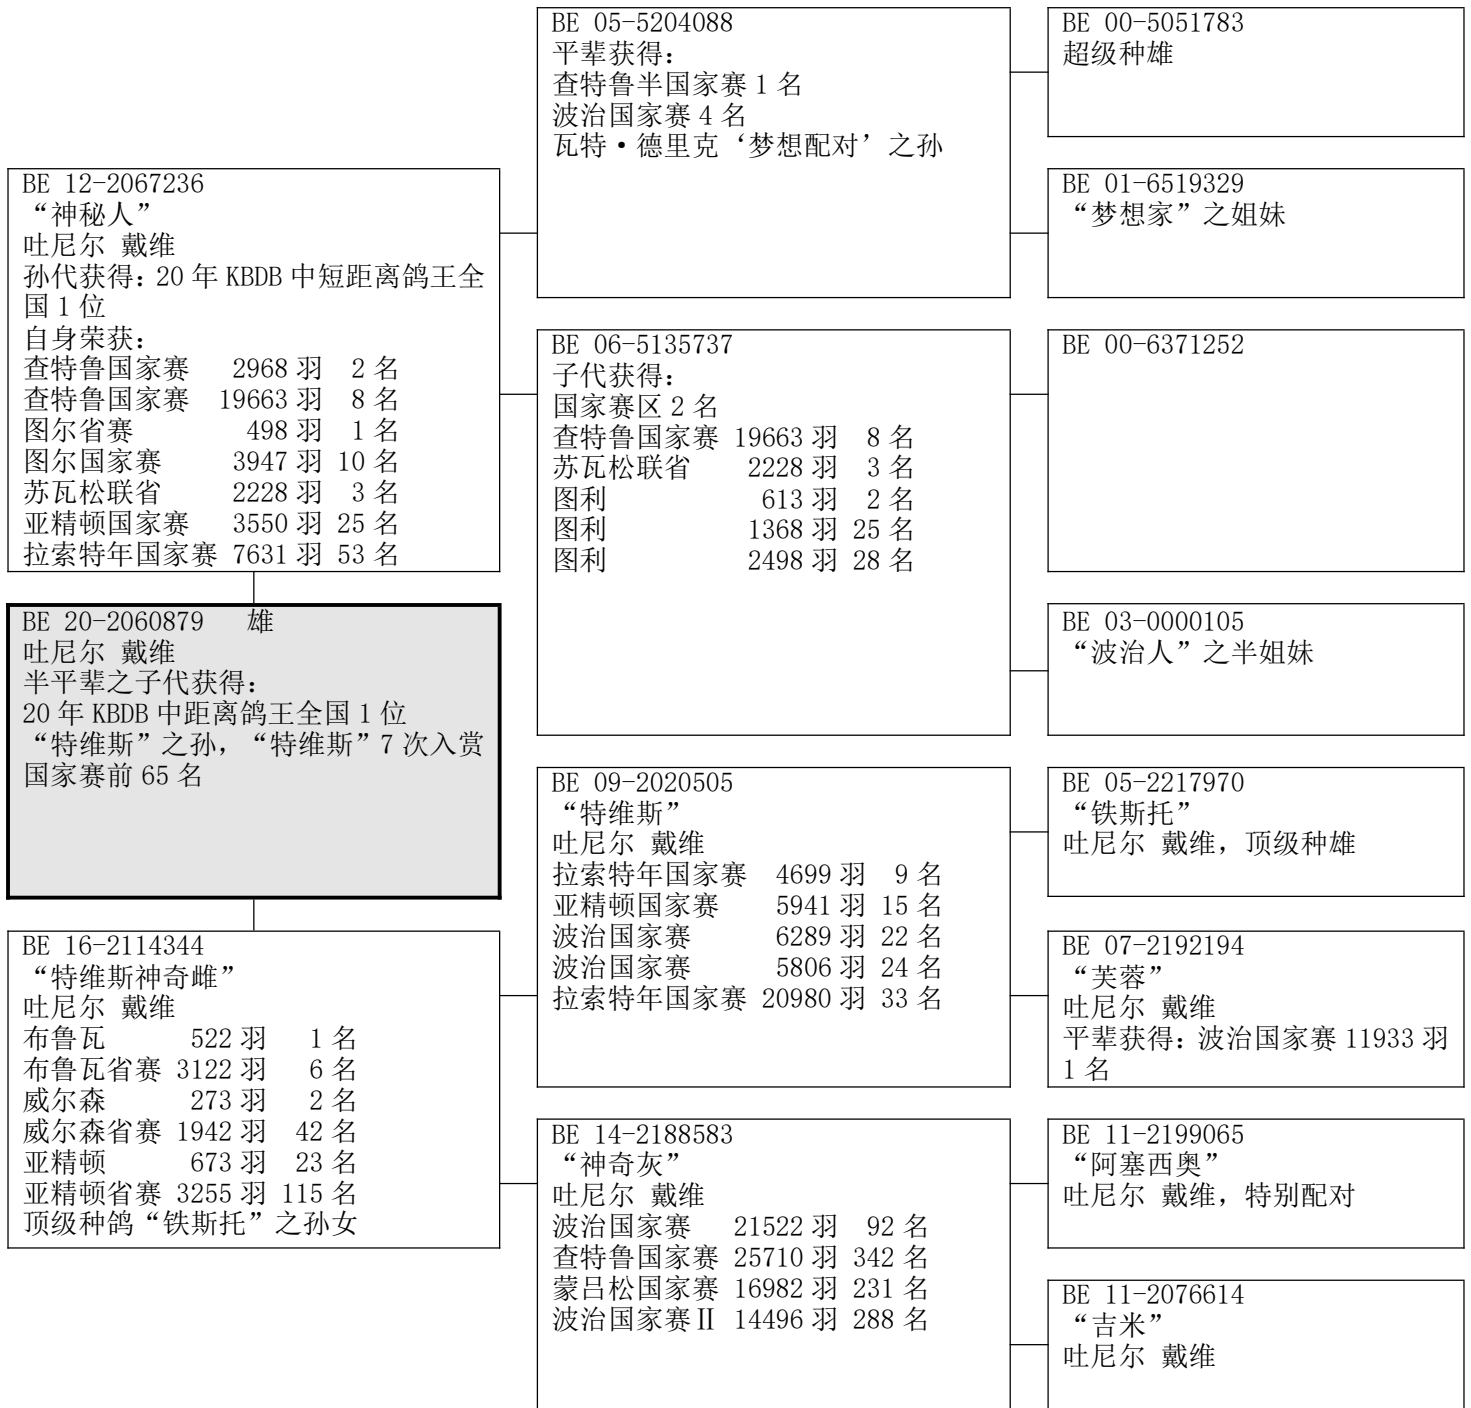 BE 12-2067236
“神秘人”
吐尼尔 戴维
孙代获得：20 年 KBDB 中短距离鸽王全
国 1 位
自身荣获：
查特鲁国家赛 2968 羽 2 名
查特鲁国家赛 19663 羽 8 名
图尔省赛 498 羽 1 名
图尔国家赛 3947 羽 10 名
苏瓦松联省 2228 羽 3 名
亚精顿国家赛 3550 羽 25 名
拉索特年国家赛 7631 羽 53 名
BE 20-2060879 雄
吐尼尔 戴维
半平辈之子代获得：
20 年 KBDB 中距离鸽王全国 1 位
“特维斯”之孙，“特维斯”7 次入赏
国家赛前 65 名
BE 16-2114344
“特维斯神奇雌”
吐尼尔 戴维
布鲁瓦 522 羽 1 名
布鲁瓦省赛 3122 羽 6 名
威尔森 273 羽 2 名
威尔森省赛 1942 羽 42 名
亚精顿 673 羽 23 名
亚精顿省赛 3255 羽 115 名
顶级种鸽“铁斯托”之孙女
BE 05-5204088
平辈获得：
查特鲁半国家赛 1 名
波治国家赛 4 名
瓦特·德里克‘梦想配对’之孙
BE 06-5135737
子代获得：
国家赛区 2 名
查特鲁国家赛 19663 羽 8 名
苏瓦松联省 2228 羽 3 名
图利 613 羽 2 名
图利 1368 羽 25 名
图利 2498 羽 28 名
BE 09-2020505
“特维斯”
吐尼尔 戴维
拉索特年国家赛 4699 羽 9 名
亚精顿国家赛 5941 羽 15 名
波治国家赛 6289 羽 22 名
波治国家赛 5806 羽 24 名
拉索特年国家赛 20980 羽 33 名
BE 14-2188583
“神奇灰”
吐尼尔 戴维
波治国家赛 21522 羽 92 名
查特鲁国家赛 25710 羽 342 名
蒙吕松国家赛 16982 羽 231 名
波治国家赛Ⅱ 14496 羽 288 名
BE 00-5051783
超级种雄
BE 01-6519329
“梦想家”之姐妹
BE 00-6371252
BE 03-0000105
“波治人”之半姐妹
BE 05-2217970
“铁斯托”
吐尼尔 戴维，顶级种雄
BE 07-2192194
“芙蓉”
吐尼尔 戴维
平辈获得：波治国家赛 11933 羽
1 名
BE 11-2199065
“阿塞西奥”
吐尼尔 戴维，特别配对
BE 11-2076614
“吉米”
吐尼尔 戴维